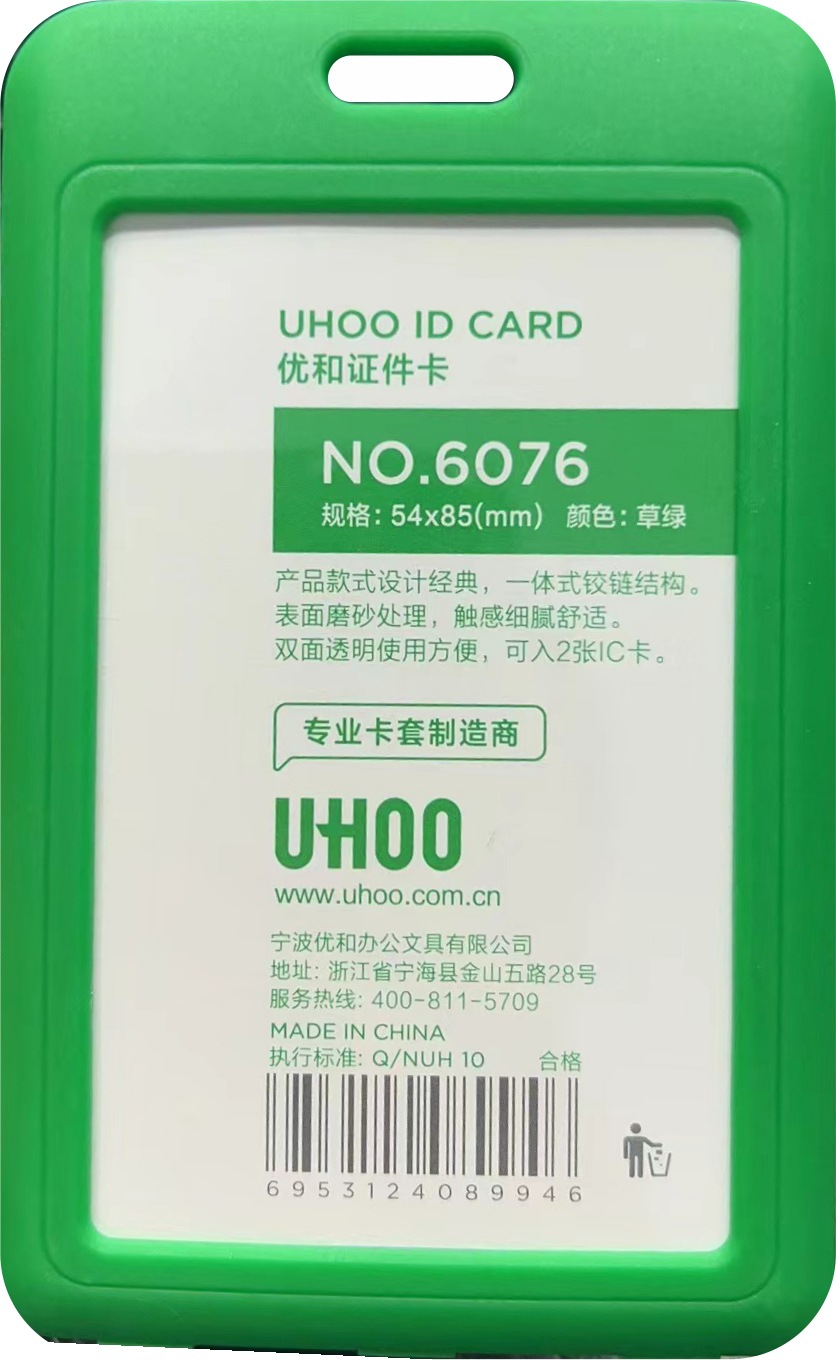 UHOO ID CARD
优和证件卡
NO.6076
规格：54x85(mm) 颜色：草绿
产品款式设计经典，一体式铰链结构。
表面磨砂处理，触感细腻舒适。
双面透明使用方便，可入2张IC卡。
专业卡套制造商
UHOO
www.uhoo.com.cn
宁波优和办公文具有限公司
地址: 浙江省宁海县金山五路28号
服务热线: 400-811-5709
MADE IN CHINA
执行标准: Q/NUH 10 合格
6953124089946